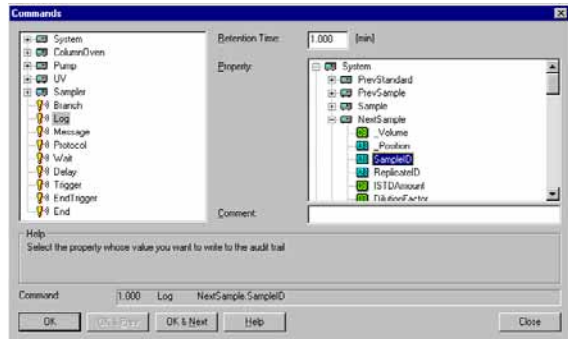 Commands
System
ColumnOven
Pump
UV
Sampler
Branch
Log
Message
Protocol
Wait
Delay
Trigger
EndTrigger
End
Retention Time: 1.000 [min]
Property:
System
PrevStandard
PrevSample
Sample
NextSample
_Volume
_Position
SampleID
ReplicateID
ISTDAmount
DilutionFactor
Comment:
Help
Select the property whose value you want to write to the audit trail
Command 1.000 Log NextSample.SampleID
OK OK & Prev OK & Next Help Close